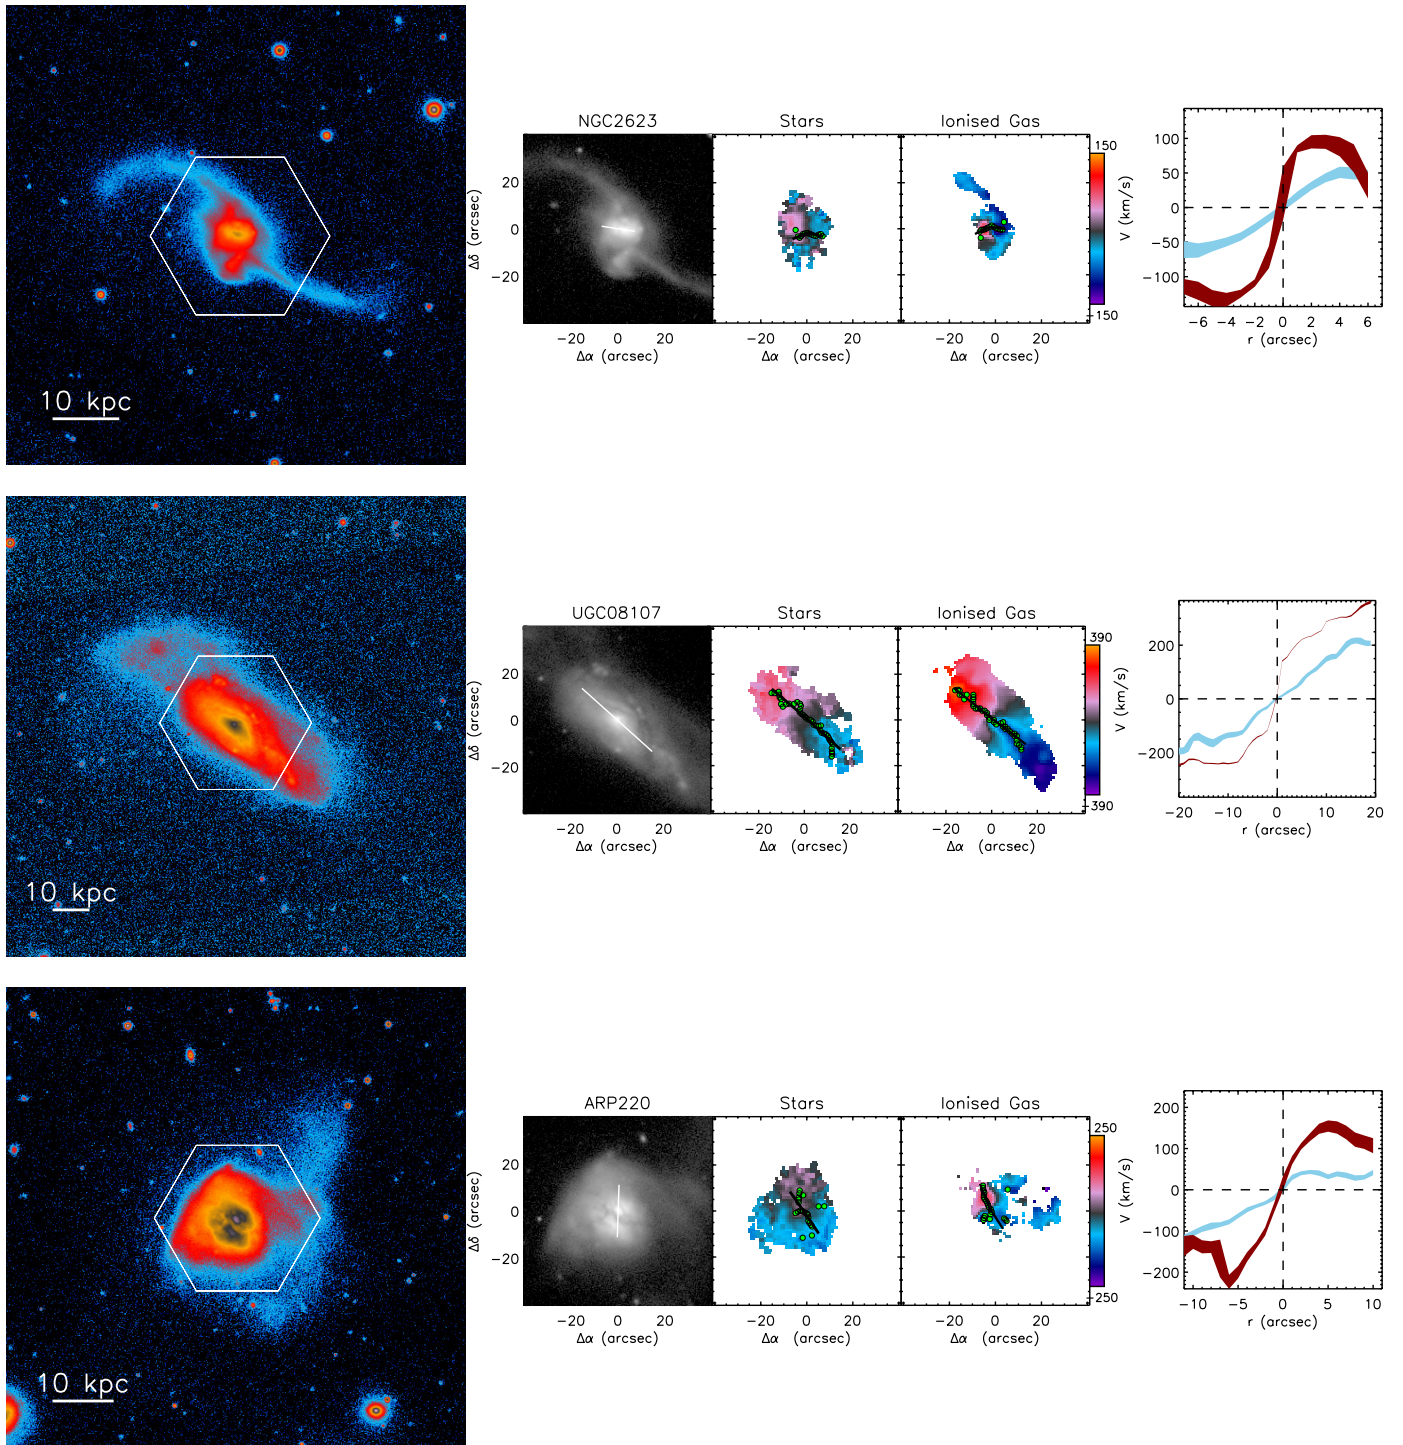 10 kpc
NGC2623
Stars
Ionised Gas
Δδ (arcsec)
20
0
−20
−20 0 20
Δα (arcsec)
−20 0 20
Δα (arcsec)
−20 0 20
Δα (arcsec)
150
−150
V (km/s)
100
50
0
−50
−100
−6 −4 −2 0 2 4 6
r (arcsec)
10 kpc
UGC08107
Stars
Ionised Gas
Δδ (arcsec)
20
0
−20
−20 0 20
Δα (arcsec)
−20 0 20
Δα (arcsec)
−20 0 20
Δα (arcsec)
390
−390
V (km/s)
200
0
−200
−20 −10 0 10 20
r (arcsec)
10 kpc
ARP220
Stars
Ionised Gas
Δδ (arcsec)
20
0
−20
−20 0 20
Δα (arcsec)
−20 0 20
Δα (arcsec)
−20 0 20
Δα (arcsec)
250
−250
V (km/s)
200
100
0
−100
−200
−10 −5 0 5 10
r (arcsec)